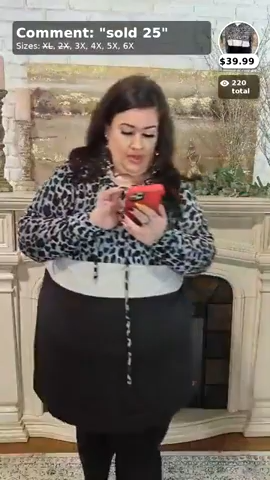 Comment: "sold 25"
Sizes: XL, 2X, 3X, 4X, 5X, 6X
$39.99
220
total